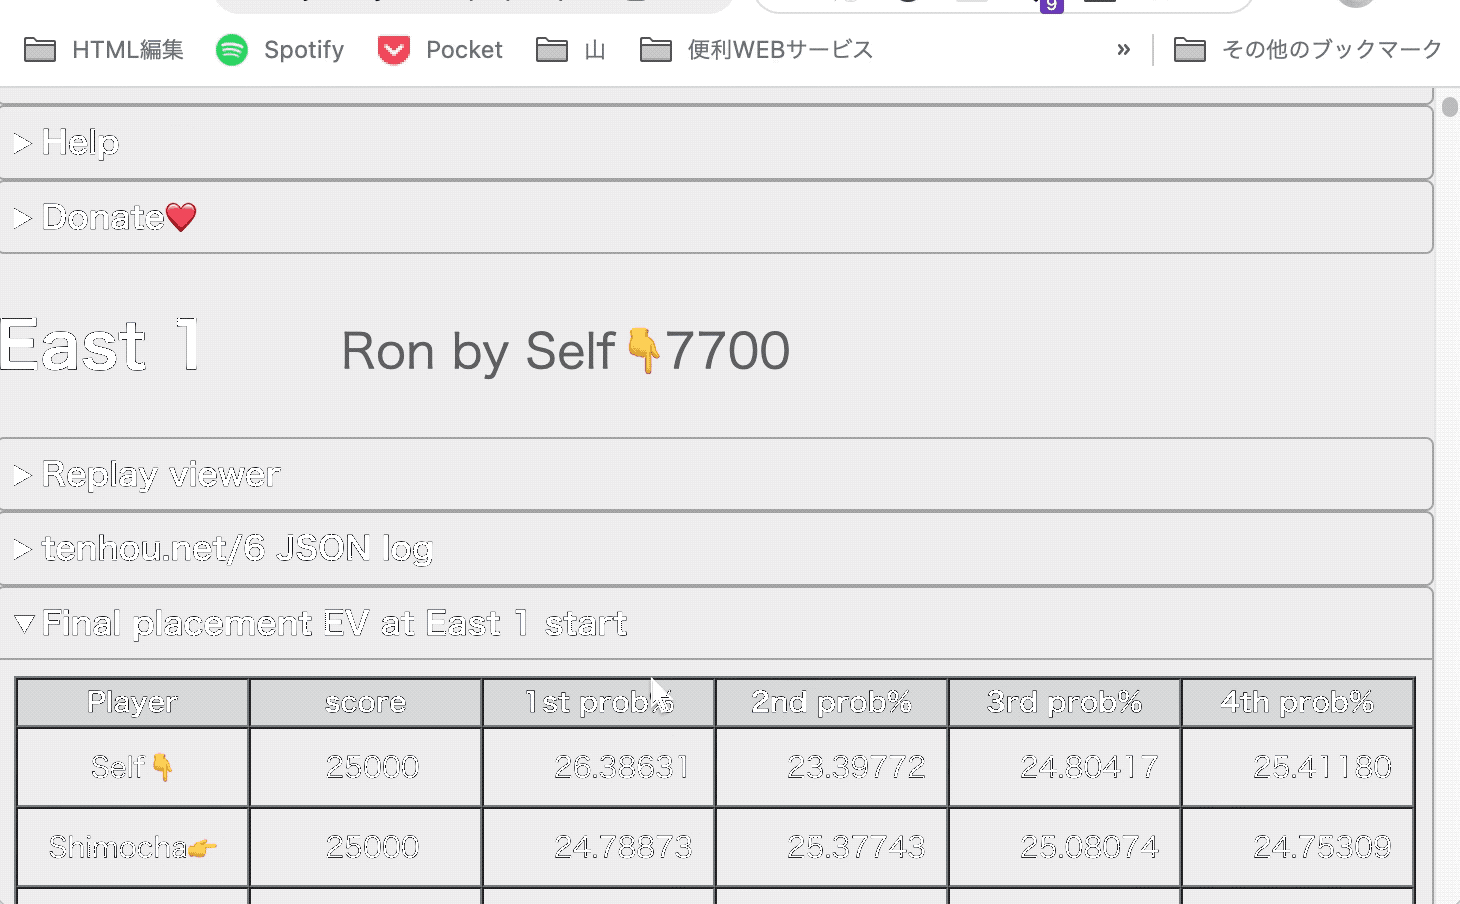 9
HTML編集 Spotify Pocket 山 便利WEBサービス » その他のブックマーク
▷ Help
▷ Donate❤️
East 1 Ron by Self👇7700
▷ Replay viewer
▷ tenhou.net/6 JSON log
▽ Final placement EV at East 1 start
Player score 1st prob% 2nd prob% 3rd prob% 4th prob%
Self👇 25000 26.38631 23.39772 24.80417 25.41180
Shimocha👉 25000 24.78873 25.37743 25.08074 24.75309